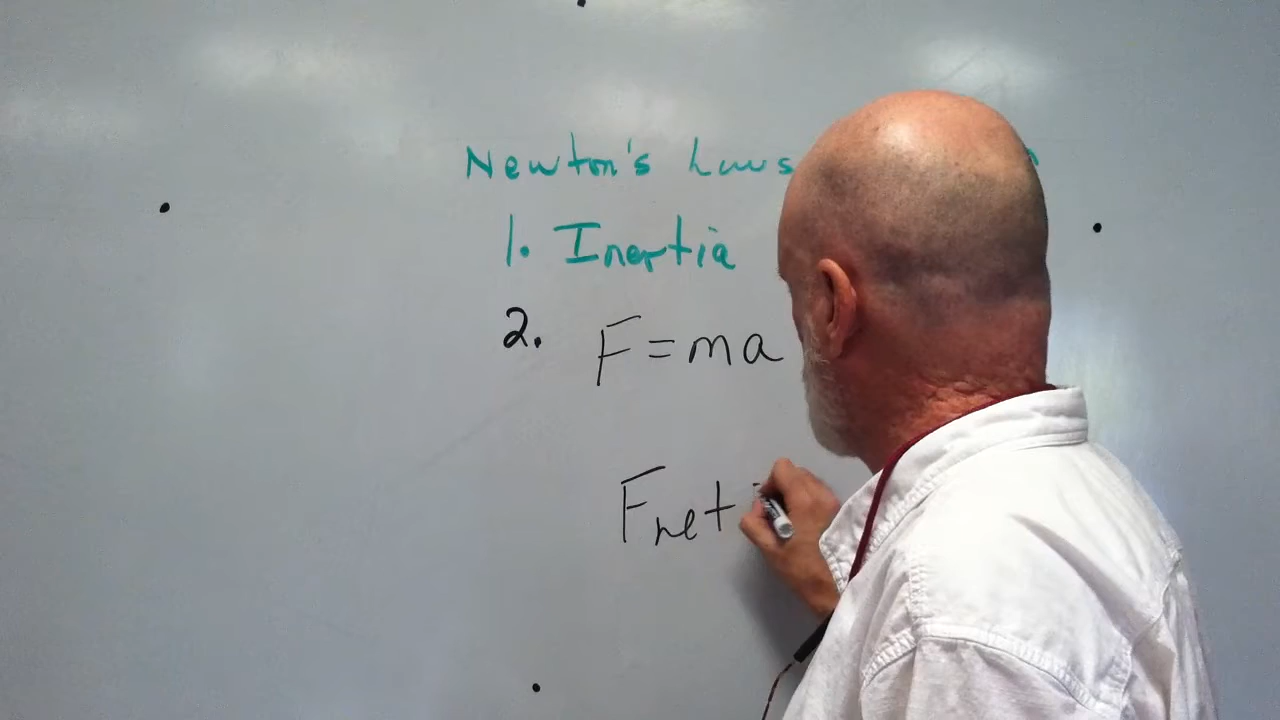 Newton's Laws
1. Inertia
2. F = ma
Fnet